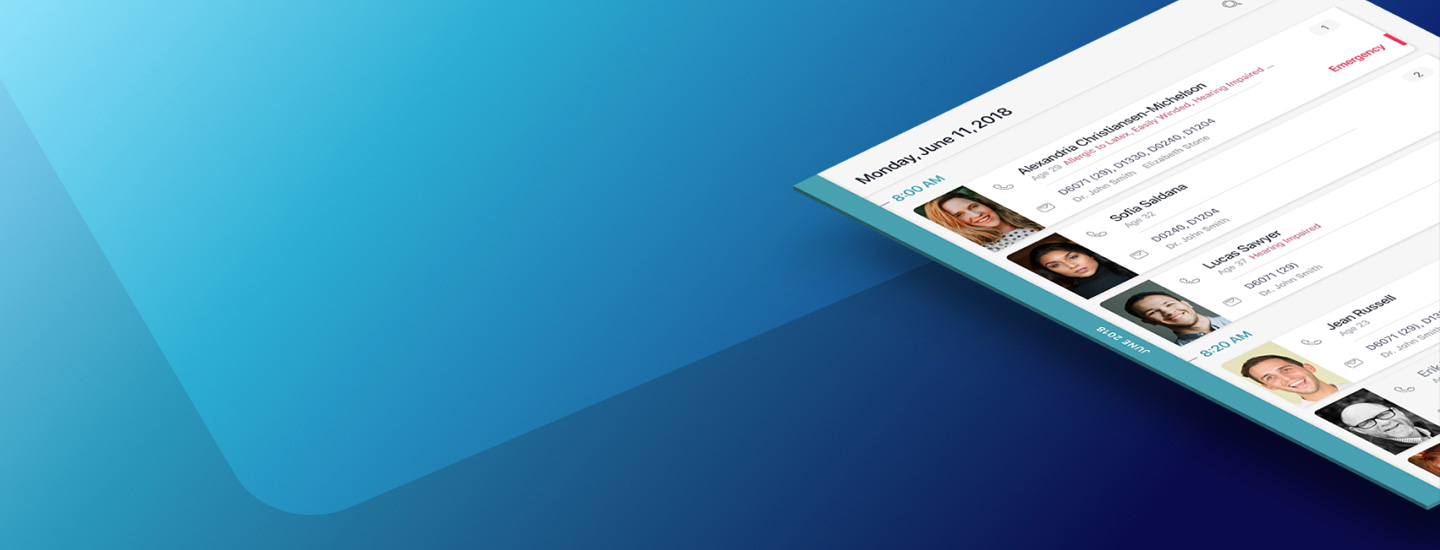 Monday, June 11, 2018
8:00 AM
1
Alexandria Christiansen-Michelson
Age 29 Allergic to Latex, Easily Winded, Hearing Impaired ...
Emergency
D6071 (29), D1330, D0240, D1204
Dr. John Smith Elizabeth Stone
2
Sofia Saldana
Age 32
D0240, D1204
Dr. John Smith
Lucas Sawyer
Age 37 Hearing Impaired
D6071 (29)
Dr. John Smith
8:20 AM
Jean Russell
Age 23
D6071 (29),
Dr. John Smith
JUNE 2018